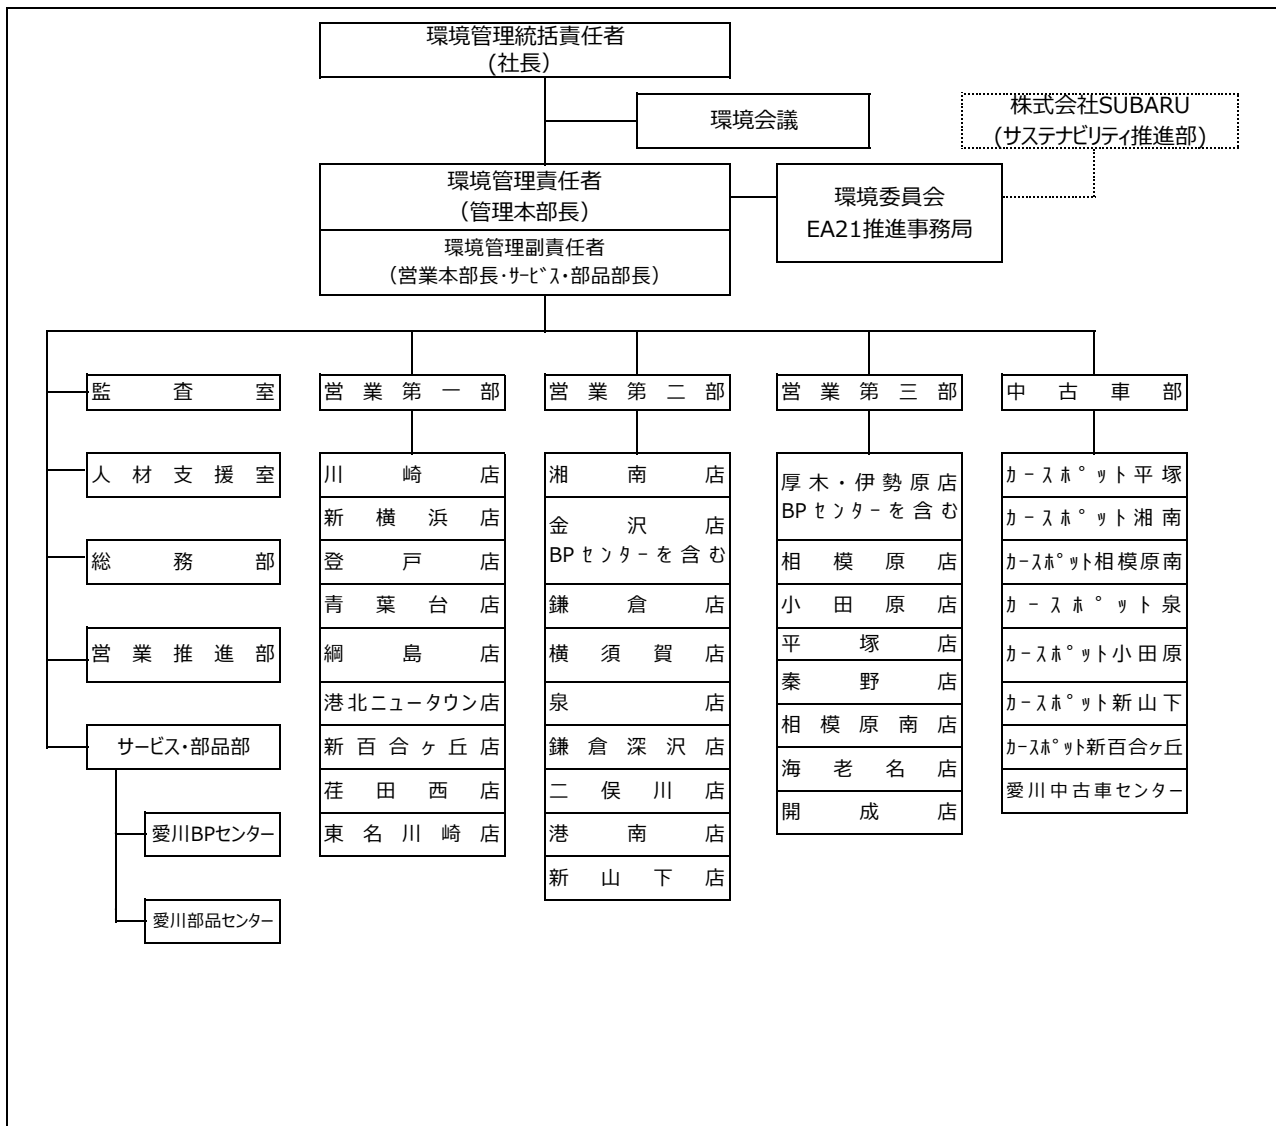 環境管理統括責任者
(社長)
環境会議
株式会社SUBARU
(サステナビリティ推進部)
環境管理責任者
(管理本部長)
環境委員会
EA21推進事務局
環境管理副責任者
(営業本部長・ｻｰﾋﾞｽ・部品部長)
監査室
人材支援室
総務部
営業推進部
サービス・部品部
愛川BPセンター
愛川部品センター
営業第一部
川崎店
新横浜店
登戸店
青葉台店
綱島店
港北ニュータウン店
新百合ヶ丘店
荏田西店
東名川崎店
営業第二部
湘南店
金沢店
BPセンターを含む
鎌倉店
横須賀店
泉店
鎌倉深沢店
二俣川店
港南店
新山下店
営業第三部
厚木・伊勢原店
BPｾﾝﾀｰを含む
相模原店
小田原店
平塚店
秦野店
相模原南店
海老名店
開成店
中古車部
ｶｰｽﾎﾟｯﾄ平塚
ｶｰｽﾎﾟｯﾄ湘南
ｶｰｽﾎﾟｯﾄ相模原南
ｶｰｽﾎﾟｯﾄ泉
ｶｰｽﾎﾟｯﾄ小田原
ｶｰｽﾎﾟｯﾄ新山下
ｶｰｽﾎﾟｯﾄ新百合ヶ丘
愛川中古車センター